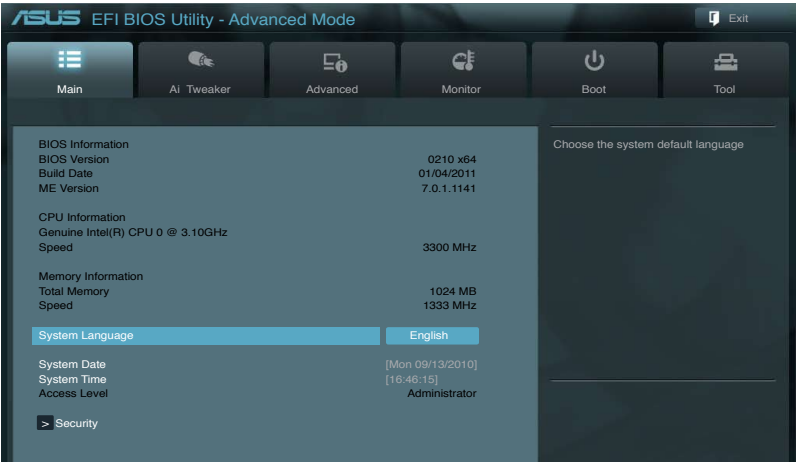 ASUS EFI BIOS Utility - Advanced Mode Exit
Main Ai Tweaker Advanced Monitor Boot Tool
BIOS Information
BIOS Version 0210 x64
Build Date 01/04/2011
ME Version 7.0.1.1141
CPU Information
Genuine Intel(R) CPU 0 @ 3.10GHz
Speed 3300 MHz
Memory Information
Total Memory 1024 MB
Speed 1333 MHz
System Language English
System Date [Mon 09/13/2010]
System Time [16:46:15]
Access Level Administrator
> Security
Choose the system default language